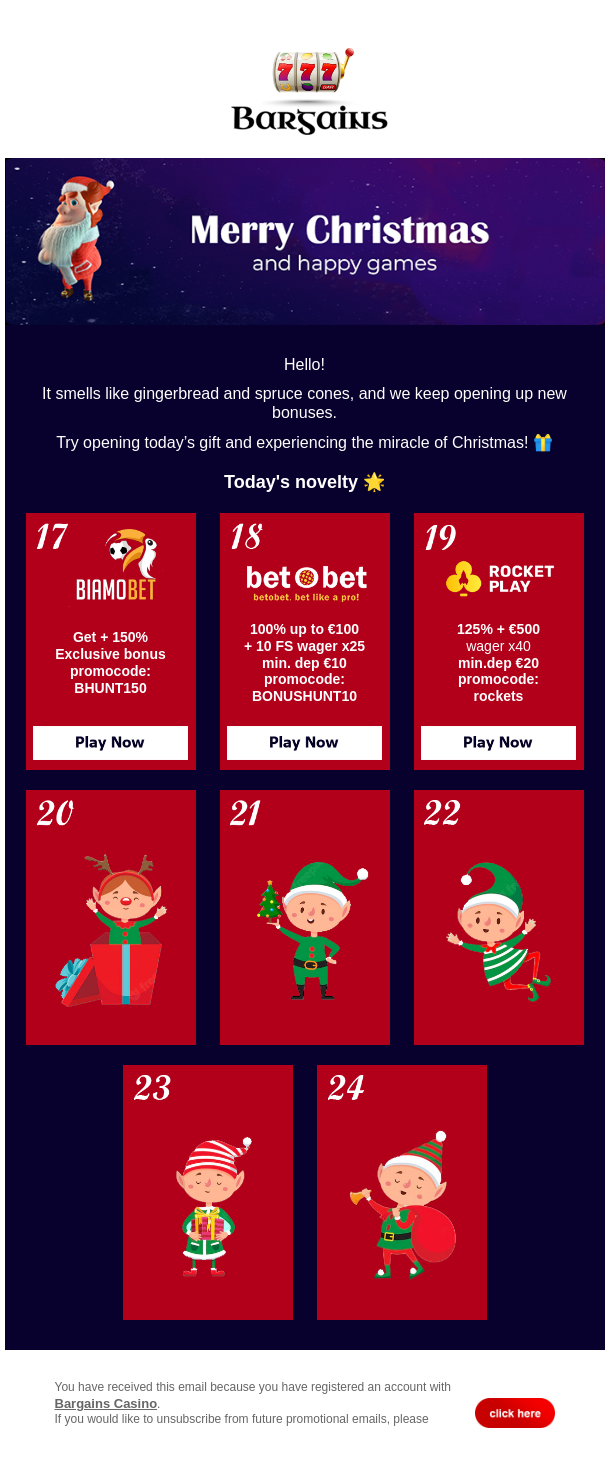 7 7 7
Bargains
Merry Christmas
and happy games
Hello!
It smells like gingerbread and spruce cones, and we keep opening up new
bonuses.
Try opening today's gift and experiencing the miracle of Christmas! 🎁
Today's novelty 🌟
17
BIAMOBET
Get + 150%
Exclusive bonus
promocode:
BHUNT150
Play Now
18
bet bet
betobet. bet like a pro!
100% up to €100
+ 10 FS wager x25
min. dep €10
promocode:
BONUSHUNT10
Play Now
19
ROCKET
PLAY
125% + €500
wager x40
min.dep €20
promocode:
rockets
Play Now
20
21
22
23
24
You have received this email because you have registered an account with
Bargains Casino.
If you would like to unsubscribe from future promotional emails, please
click here